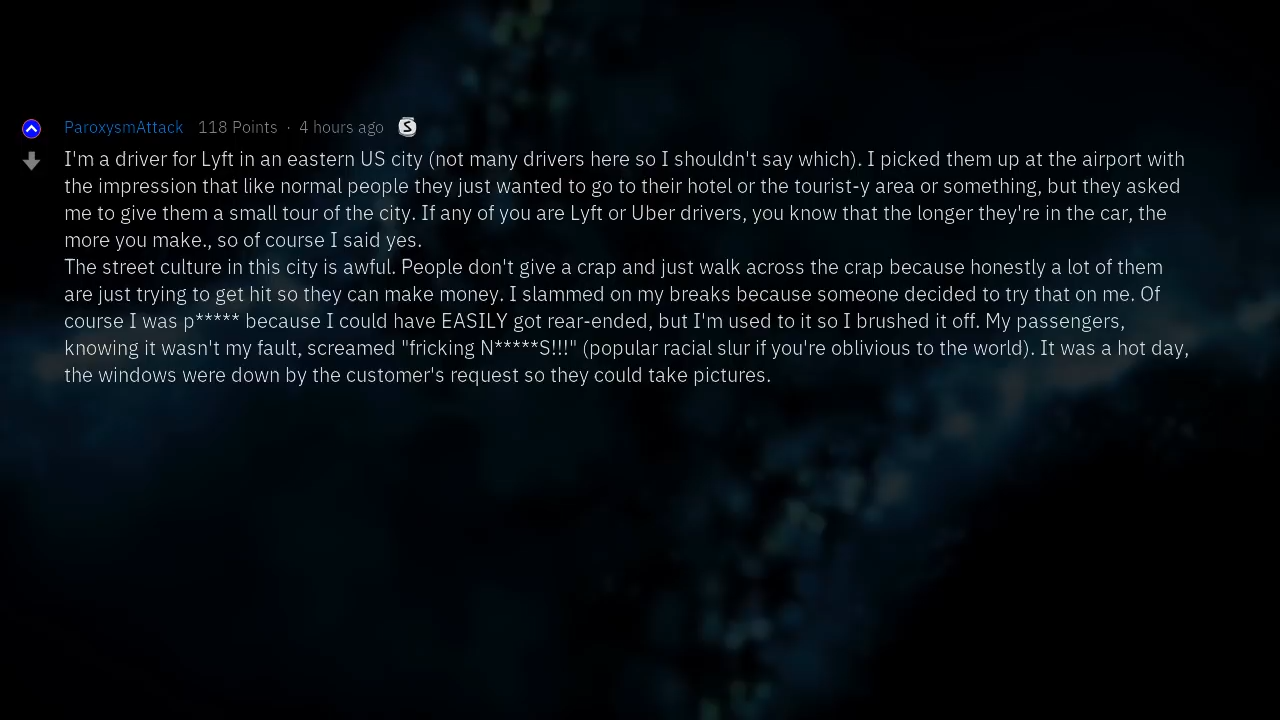 ParoxysmAttack 118 Points · 4 hours ago S
I'm a driver for Lyft in an eastern US city (not many drivers here so I shouldn't say which). I picked them up at the airport with
the impression that like normal people they just wanted to go to their hotel or the tourist-y area or something, but they asked
me to give them a small tour of the city. If any of you are Lyft or Uber drivers, you know that the longer they're in the car, the
more you make., so of course I said yes.
The street culture in this city is awful. People don't give a crap and just walk across the crap because honestly a lot of them
are just trying to get hit so they can make money. I slammed on my breaks because someone decided to try that on me. Of
course I was p***** because I could have EASILY got rear-ended, but I'm used to it so I brushed it off. My passengers,
knowing it wasn't my fault, screamed "fricking N*****S!!!" (popular racial slur if you're oblivious to the world). It was a hot day,
the windows were down by the customer's request so they could take pictures.